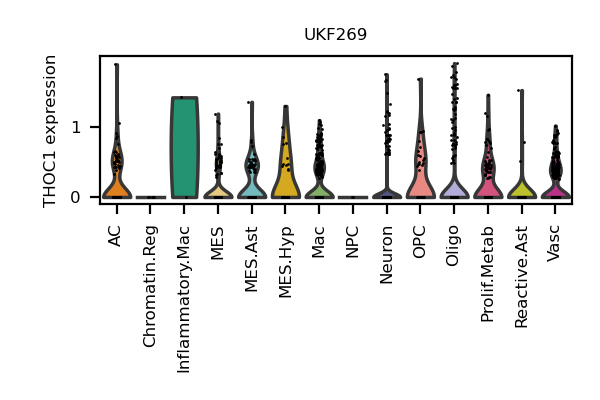 UKF269
THOC1 expression
1
0
AC
Chromatin.Reg
Inflammatory.Mac
MES
MES.Ast
MES.Hyp
Mac
NPC
Neuron
OPC
Oligo
Prolif.Metab
Reactive.Ast
Vasc